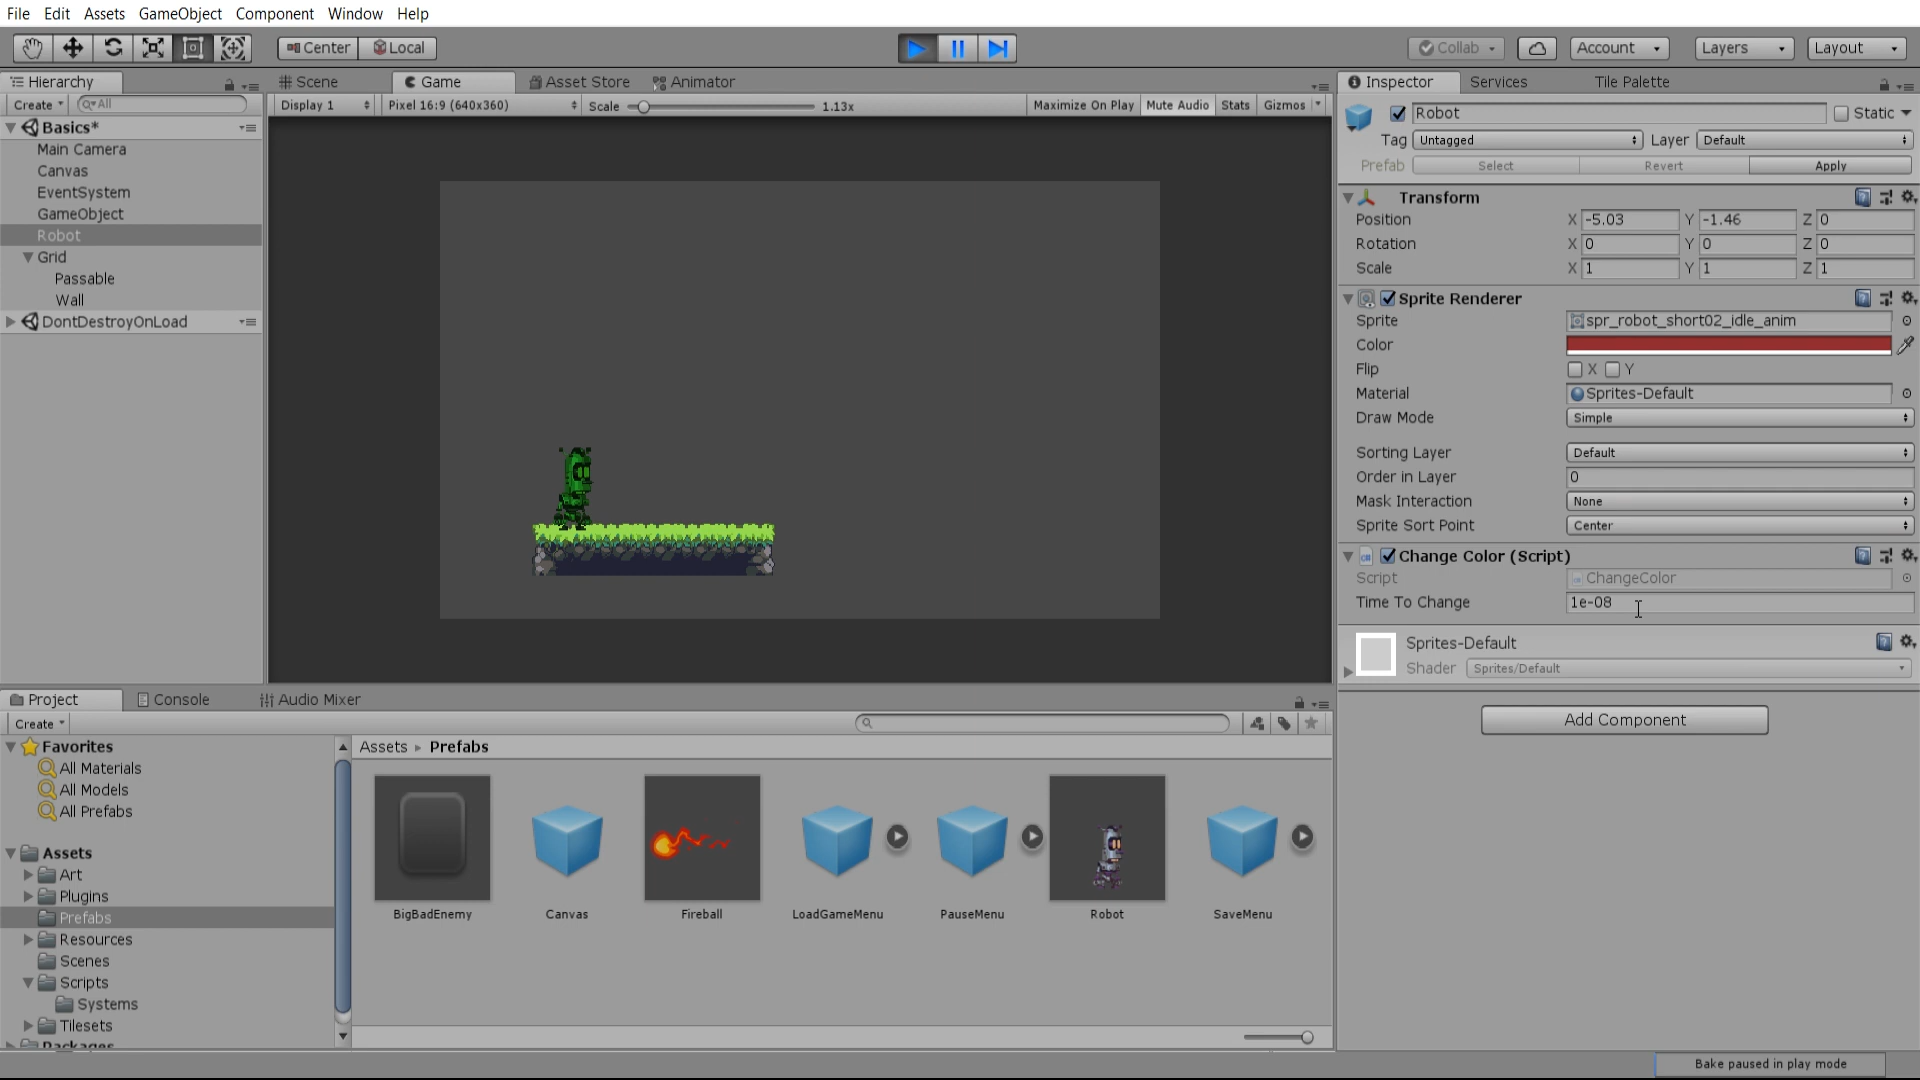 File Edit Assets GameObject Component Window Help
Center Local Collab Account Layers Layout
Hierarchy
Create All
Basics*
Main Camera
Canvas
EventSystem
GameObject
Robot
Grid
Passable
Wall
DontDestroyOnLoad
Scene Game Asset Store Animator
Display 1 Pixel 16:9 (640x360) Scale 1.13x Maximize On Play Mute Audio Stats Gizmos
Inspector Services Tile Palette
Robot Static
Tag Untagged Layer Default
Prefab Select Revert Apply
Transform
Position X -5.03 Y -1.46 Z 0
Rotation X 0 Y 0 Z 0
Scale X 1 Y 1 Z 1
Sprite Renderer
Sprite spr_robot_short02_idle_anim
Color
Flip X Y
Material Sprites-Default
Draw Mode Simple
Sorting Layer Default
Order in Layer 0
Mask Interaction None
Sprite Sort Point Center
Change Color (Script)
Script ChangeColor
Time To Change 1e-08
Sprites-Default
Shader Sprites/Default
Add Component
Project Console Audio Mixer
Create
Favorites
All Materials
All Models
All Prefabs
Assets
Art
Plugins
Prefabs
Resources
Scenes
Scripts
Systems
Tilesets
Packages
Assets Prefabs
BigBadEnemy Canvas Fireball LoadGameMenu PauseMenu Robot SaveMenu
Bake paused in play mode